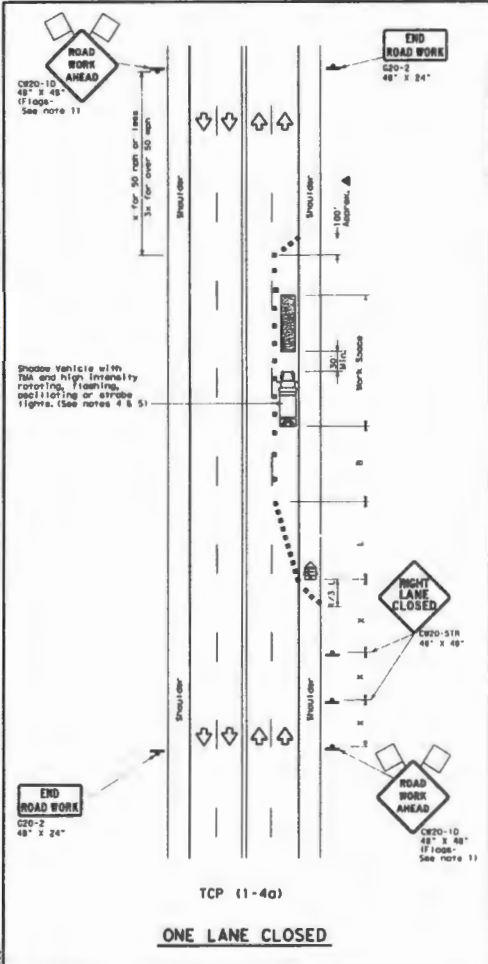 ROAD
WORK
AHEAD
CW20-1D
48" X 48"
(Flags-
See note 1)
END
ROAD WORK
G20-2
48" X 24"
x for 50 mph or less
3x for over 50 mph
Shoulder
Shoulder
100'
Approx.
30'
Min.
Work Space
Shadow Vehicle with
TMA and high intensity
rotating, flashing,
oscillating or strobe
lights. (See notes 4 & 5)
B
L
1/3 L
RIGHT
LANE
CLOSED
CW20-5TR
48" X 48"
x
x
x
Shoulder
Shoulder
END
ROAD WORK
G20-2
48" X 24"
ROAD
WORK
AHEAD
CW20-1D
48" X 48"
(Flags-
See note 1)
TCP (1-4a)
ONE LANE CLOSED